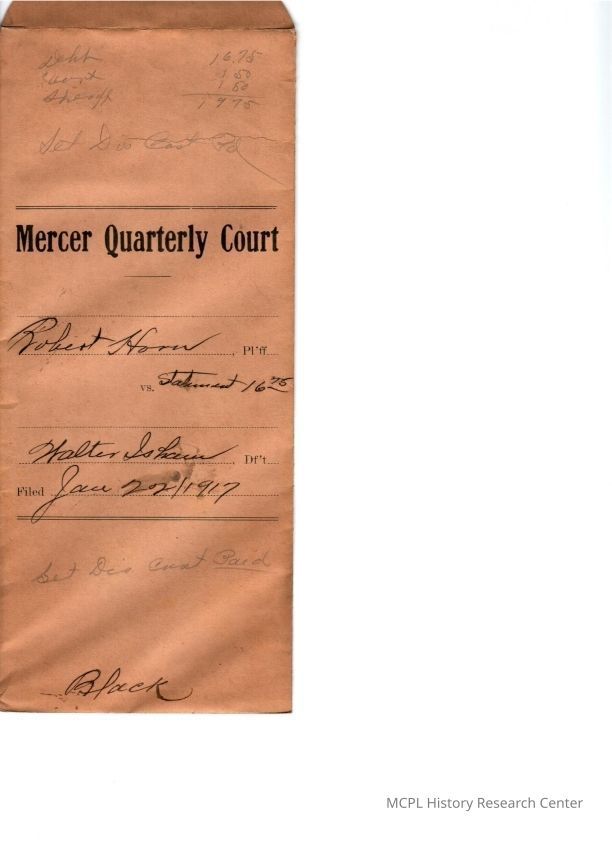 Debt 16.75
Court 1 50
Sheriff 1 50
19 75
Set Dis Cost Pd
Mercer Quarterly Court
Robert Horn, Pl'ff.
vs. Statement 16 75
Walter Isham, Df't.
Filed Jan 22/1917
Set Dis Cost Paid
Black
MCPL History Research Center